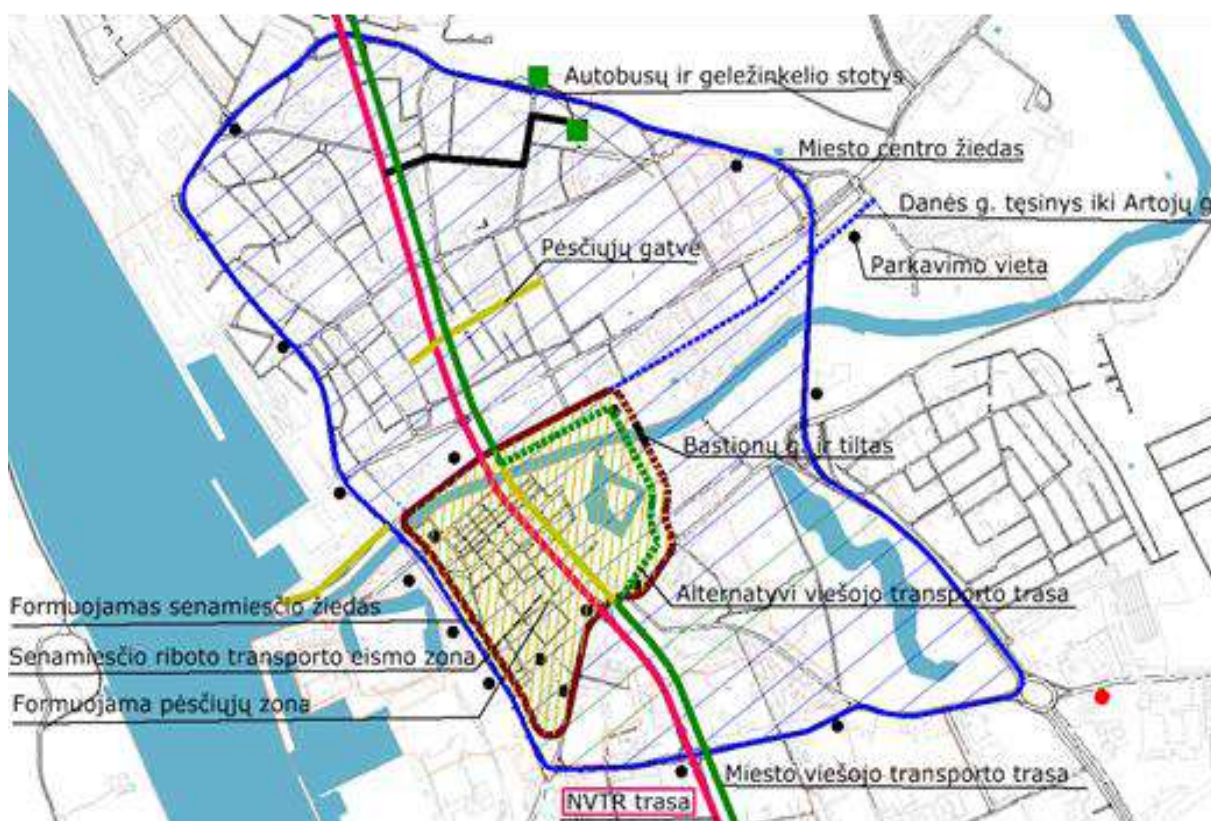 Autobusų ir geležinkelio stotys
Miesto centro žiedas
Danės g. tęsinys iki Artojų g
Pėsčiųjų gatvė
Parkavimo vieta
Bastionų g. ir tiltas
Alternatyvi viešojo transporto trasa
Formuojamas senamiesčio žiedas
Senamiesčio riboto transporto eismo zona
Formuojama pėsčiųjų zona
Miesto viešojo transporto trasa
NVTR trasa